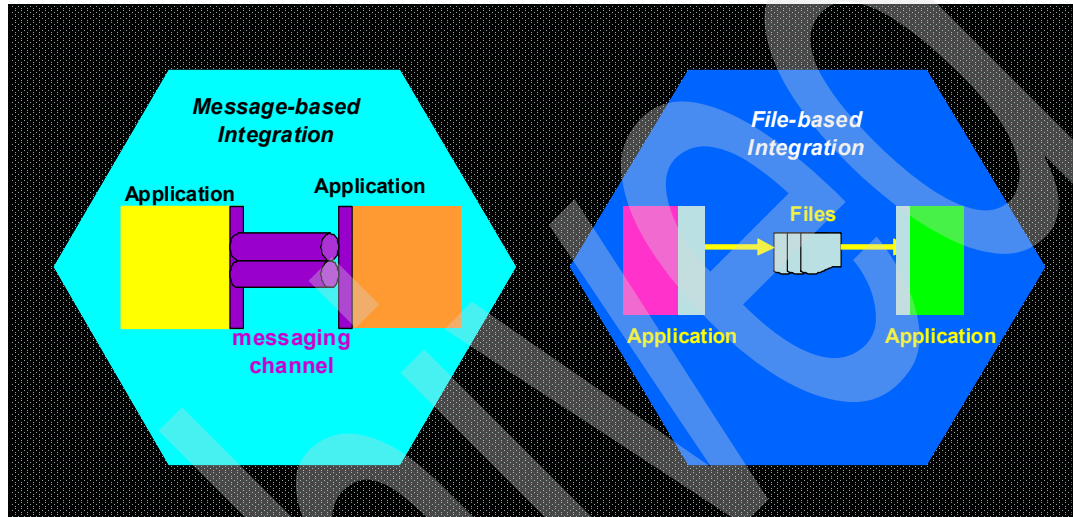 Message-based
Integration
Application
Application
messaging
channel
File-based
Integration
Files
Application
Application